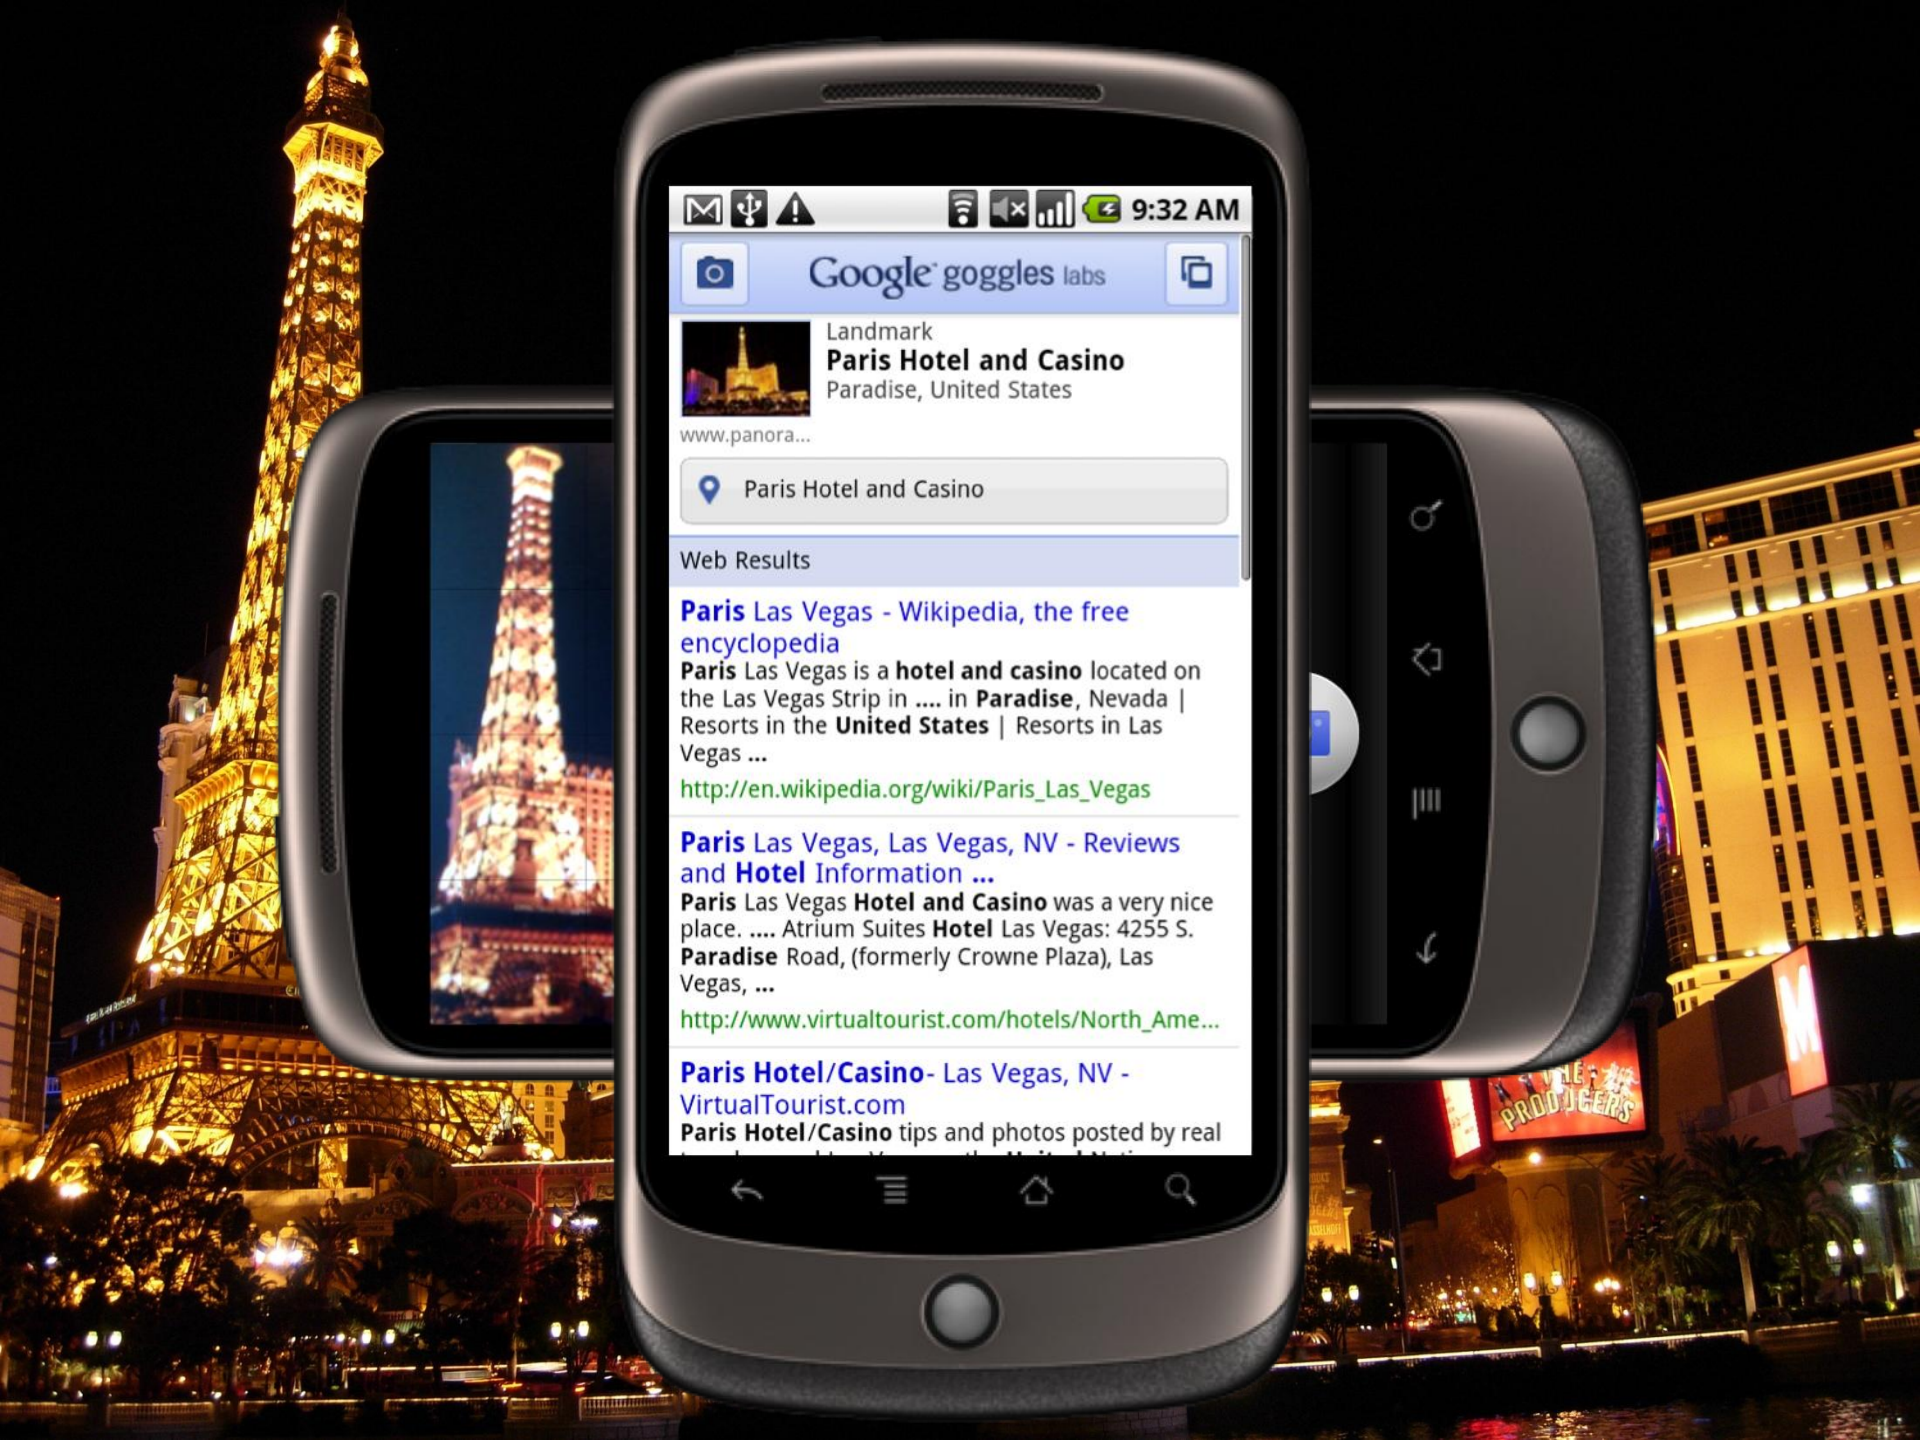 9:32 AM
Google goggles labs
Landmark
Paris Hotel and Casino
Paradise, United States
www.panora...
Paris Hotel and Casino
Web Results
Paris Las Vegas - Wikipedia, the free
encyclopedia
Paris Las Vegas is a hotel and casino located on
the Las Vegas Strip in .... in Paradise, Nevada |
Resorts in the United States | Resorts in Las
Vegas ...
http://en.wikipedia.org/wiki/Paris_Las_Vegas
Paris Las Vegas, Las Vegas, NV - Reviews
and Hotel Information ...
Paris Las Vegas Hotel and Casino was a very nice
place. .... Atrium Suites Hotel Las Vegas: 4255 S.
Paradise Road, (formerly Crowne Plaza), Las
Vegas, ...
http://www.virtualtourist.com/hotels/North_Ame...
Paris Hotel/Casino- Las Vegas, NV -
VirtualTourist.com
Paris Hotel/Casino tips and photos posted by real
M
THE
PRODUCERS